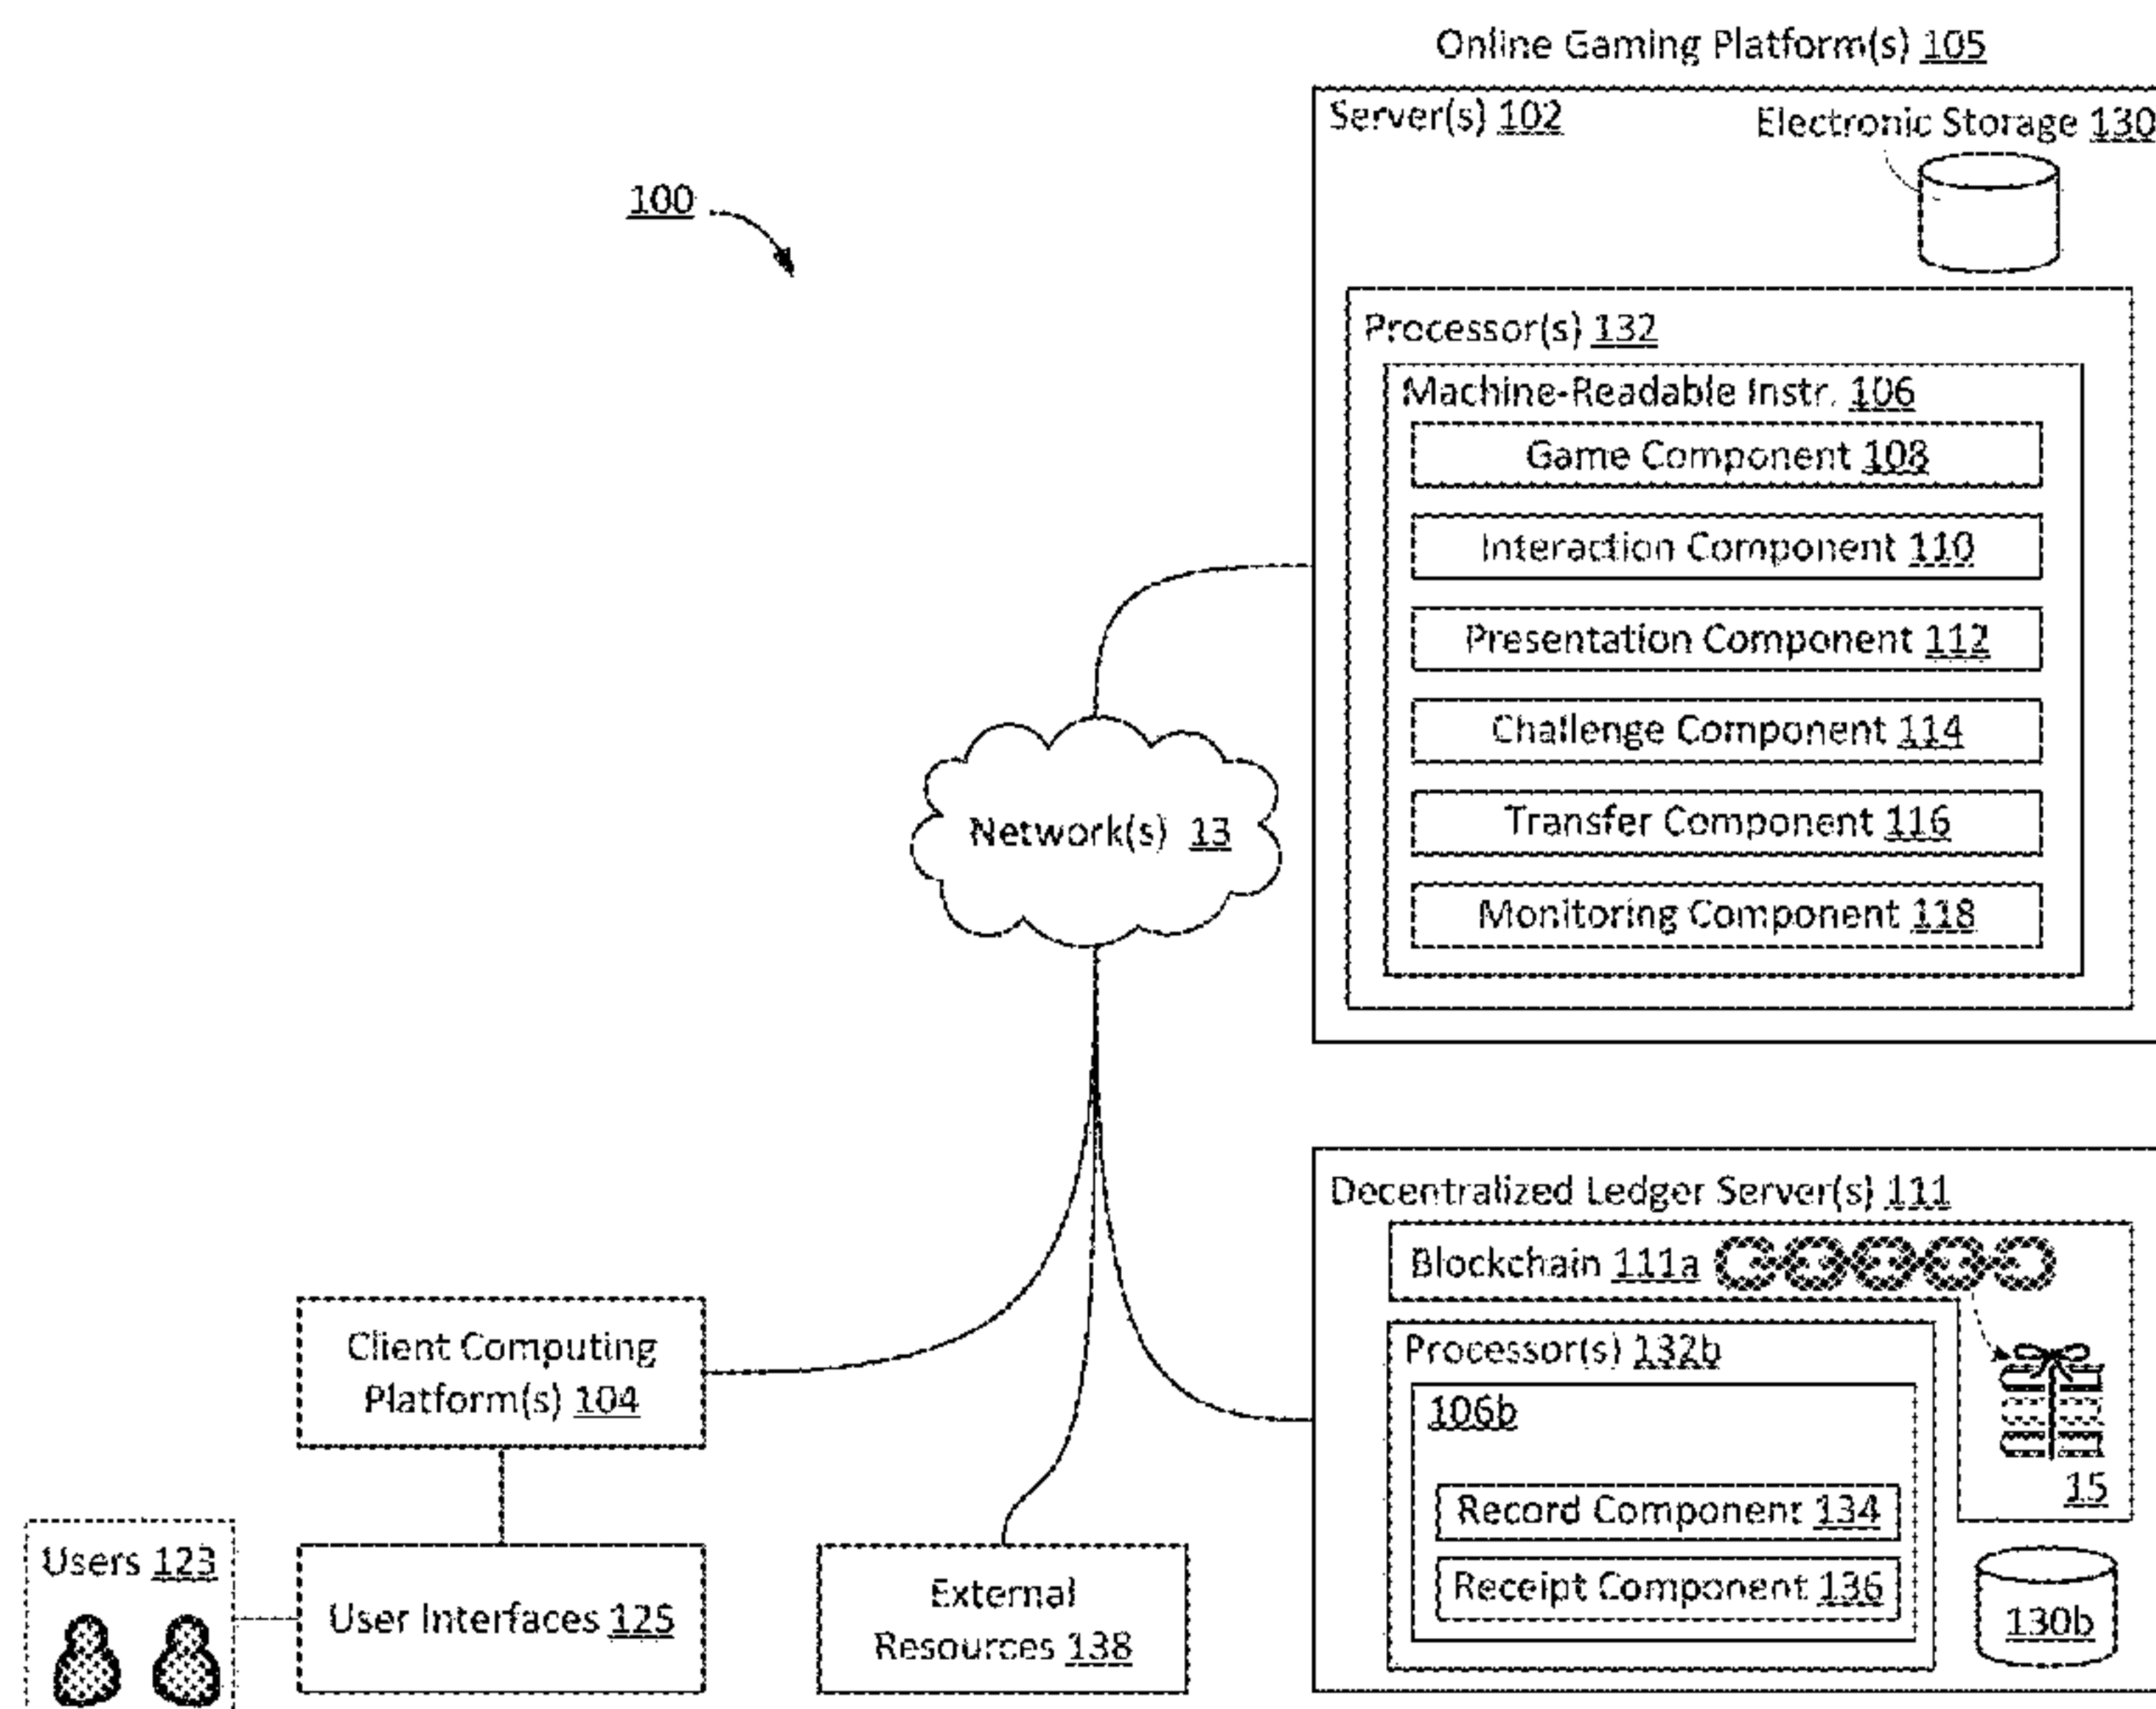 Online Gaming Platform(s) 105
Server(s) 102
Electronic Storage 130
100
Processor(s) 132
Machine-Readable Instr. 106
Game Component 108
Interaction Component 110
Presentation Component 112
Challenge Component 114
Transfer Component 116
Monitoring Component 118
Network(s) 13
Decentralized Ledger Server(s) 111
Blockchain 111a
Processor(s) 132b
106b
Record Component 134
Receipt Component 136
15
130b
Client Computing
Platform(s) 104
Users 123
User Interfaces 125
External
Resources 138